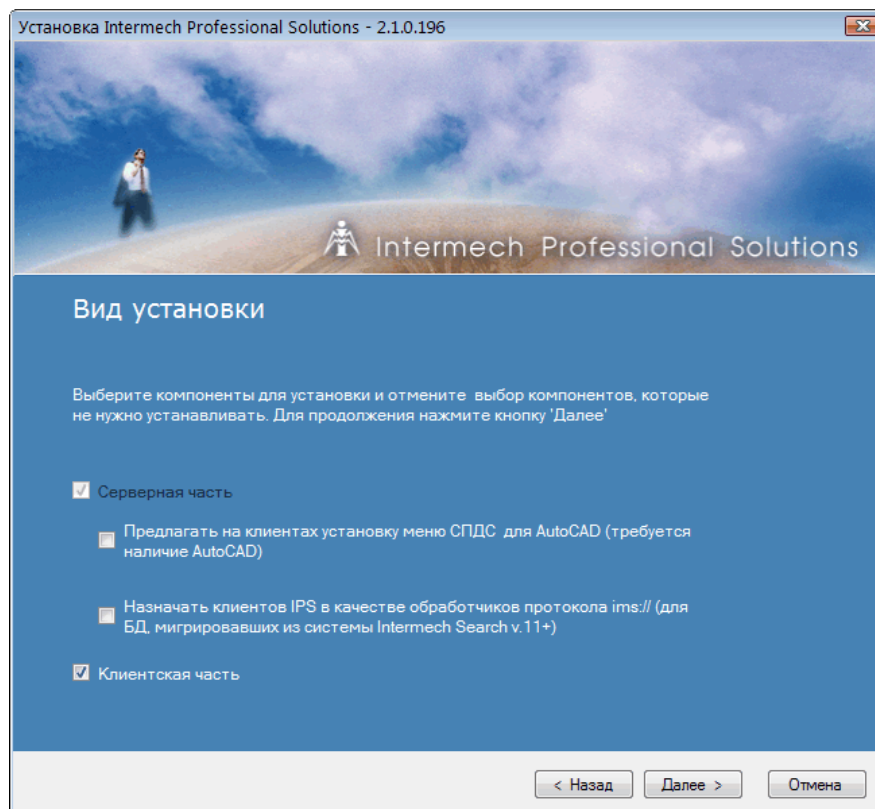 Установка Intermech Professional Solutions - 2.1.0.196
Intermech Professional Solutions
Вид установки
Выберите компоненты для установки и отмените выбор компонентов, которые
не нужно устанавливать. Для продолжения нажмите кнопку 'Далее'
Серверная часть
Предлагать на клиентах установку меню СПДС для AutoCAD (требуется
наличие AutoCAD)
Назначать клиентов IPS в качестве обработчиков протокола ims:// (для
БД, мигрировавших из системы Intermech Search v.11+)
Клиентская часть
< Назад
Далее >
Отмена